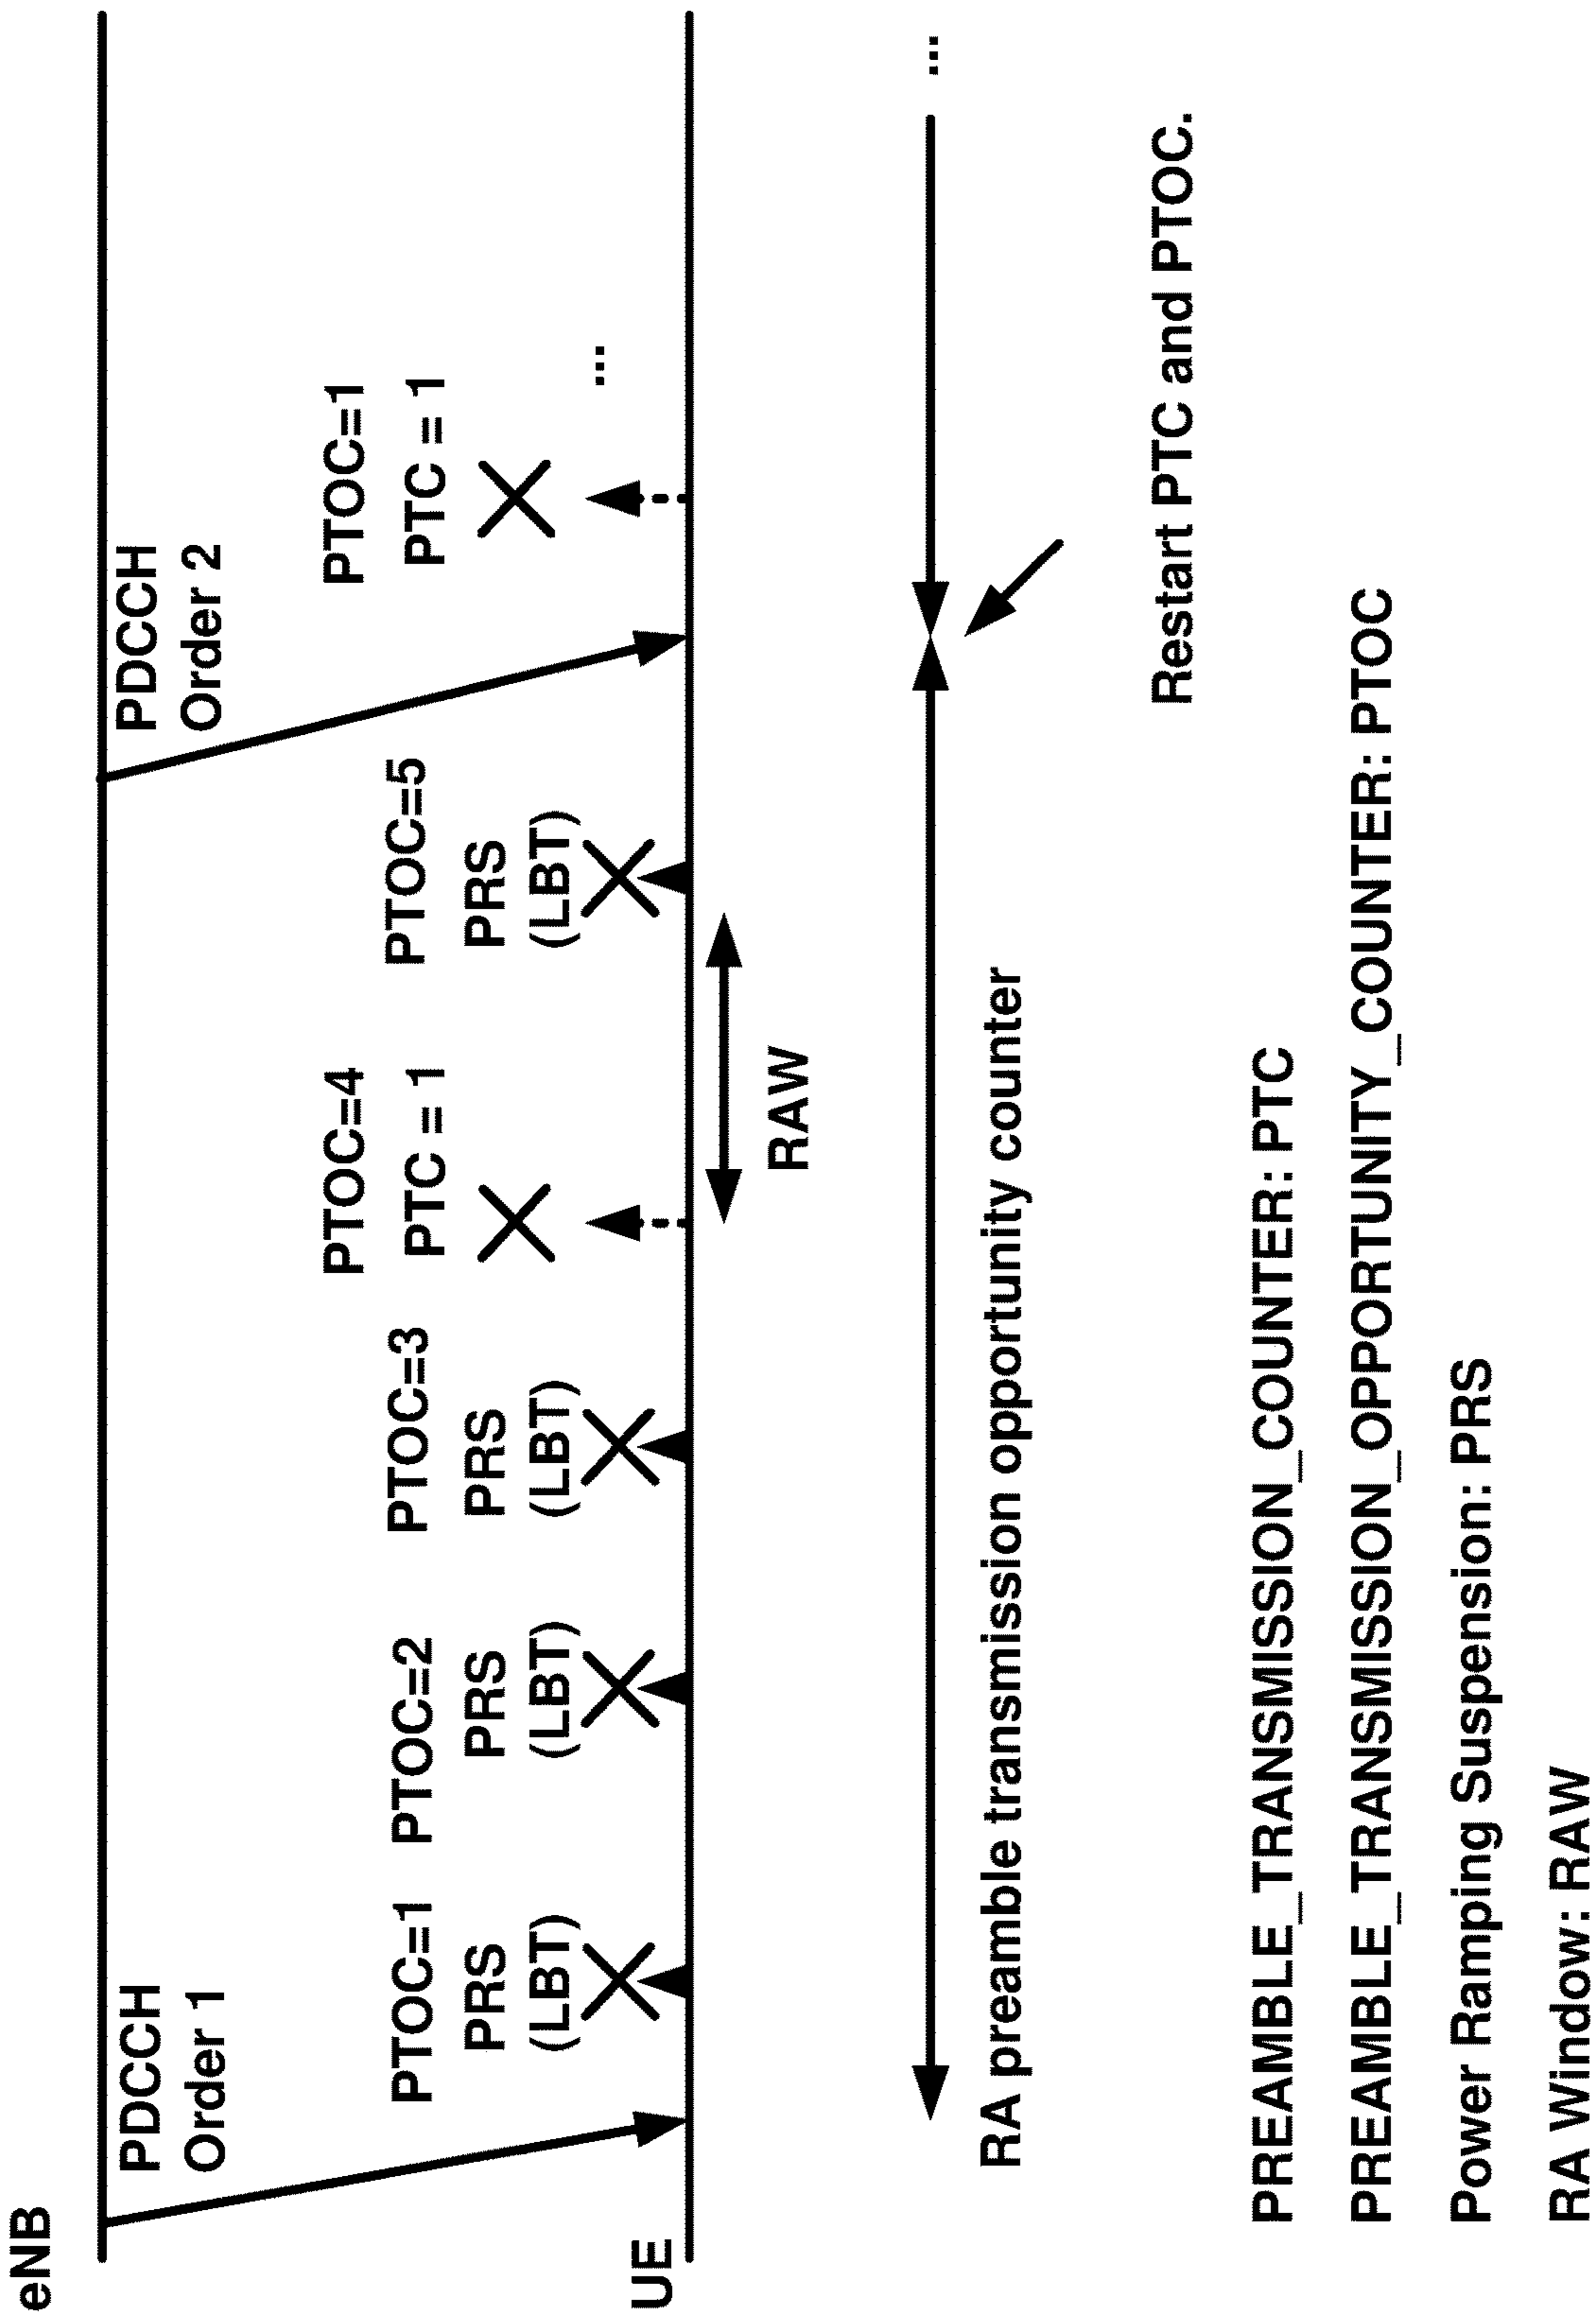 eNB
PDCCH
Order 1
PDCCH
Order 2
PTOC=1
PRS
(LBT)
PTOC=2
PRS
(LBT)
PTOC=3
PRS
(LBT)
PTOC=4
PTC = 1
PTOC=5
PRS
(LBT)
PTOC=1
PTC = 1
...
UE
RAW
...
RA preamble transmission opportunity counter
Restart PTC and PTOC.
PREAMBLE_TRANSMISSION_COUNTER: PTC
PREAMBLE_TRANSMISSION_OPPORTUNITY_COUNTER: PTOC
Power Ramping Suspension: PRS
RA Window: RAW